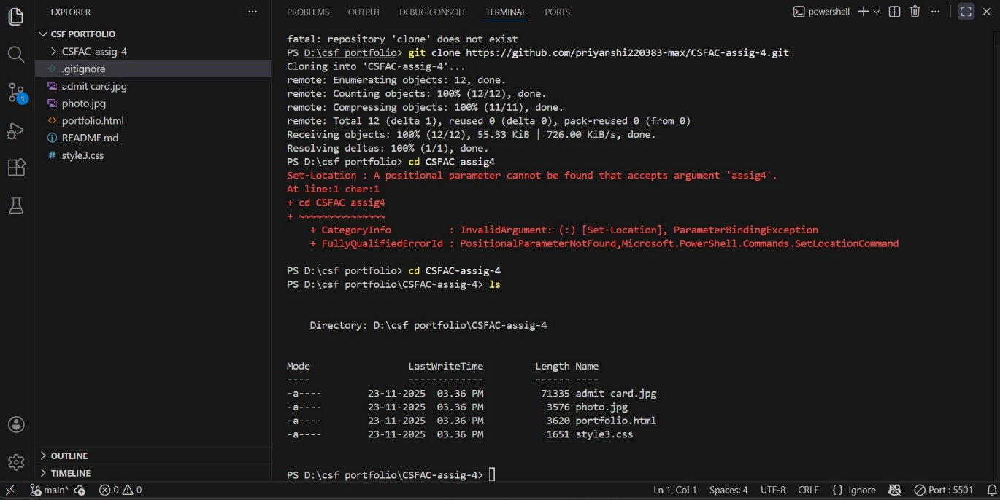 EXPLORER
PROBLEMS OUTPUT DEBUG CONSOLE TERMINAL PORTS
powershell
CSF PORTFOLIO
CSFAC-assig-4
.gitignore
admit card.jpg
photo.jpg
portfolio.html
README.md
style3.css
1
fatal: repository 'clone' does not exist
PS D:\csf portfolio> git clone https://github.com/priyanshi220383-max/CSFAC-assig-4.git
Cloning into 'CSFAC-assig-4'...
remote: Enumerating objects: 12, done.
remote: Counting objects: 100% (12/12), done.
remote: Compressing objects: 100% (11/11), done.
remote: Total 12 (delta 1), reused 0 (delta 0), pack-reused 0 (from 0)
Receiving objects: 100% (12/12), 55.33 KiB | 726.00 KiB/s, done.
Resolving deltas: 100% (1/1), done.
PS D:\csf portfolio> cd CSFAC assig4
Set-Location : A positional parameter cannot be found that accepts argument 'assig4'.
At line:1 char:1
+ cd CSFAC assig4
+ ~~~~~~~~~~~~~~~
+ CategoryInfo : InvalidArgument: (:) [Set-Location], ParameterBindingException
+ FullyQualifiedErrorId : PositionalParameterNotFound,Microsoft.PowerShell.Commands.SetLocationCommand
PS D:\csf portfolio> cd CSFAC-assig-4
PS D:\csf portfolio\CSFAC-assig-4> ls
Directory: D:\csf portfolio\CSFAC-assig-4
Mode LastWriteTime Length Name
---- ------------- ------ ----
-a---- 23-11-2025 03.36 PM 71335 admit card.jpg
-a---- 23-11-2025 03.36 PM 3576 photo.jpg
-a---- 23-11-2025 03.36 PM 3620 portfolio.html
-a---- 23-11-2025 03.36 PM 1651 style3.css
PS D:\csf portfolio\CSFAC-assig-4>
OUTLINE
TIMELINE
main* 0 0 Ln 1, Col 1 Spaces: 4 UTF-8 CRLF { } Ignore Port : 5501